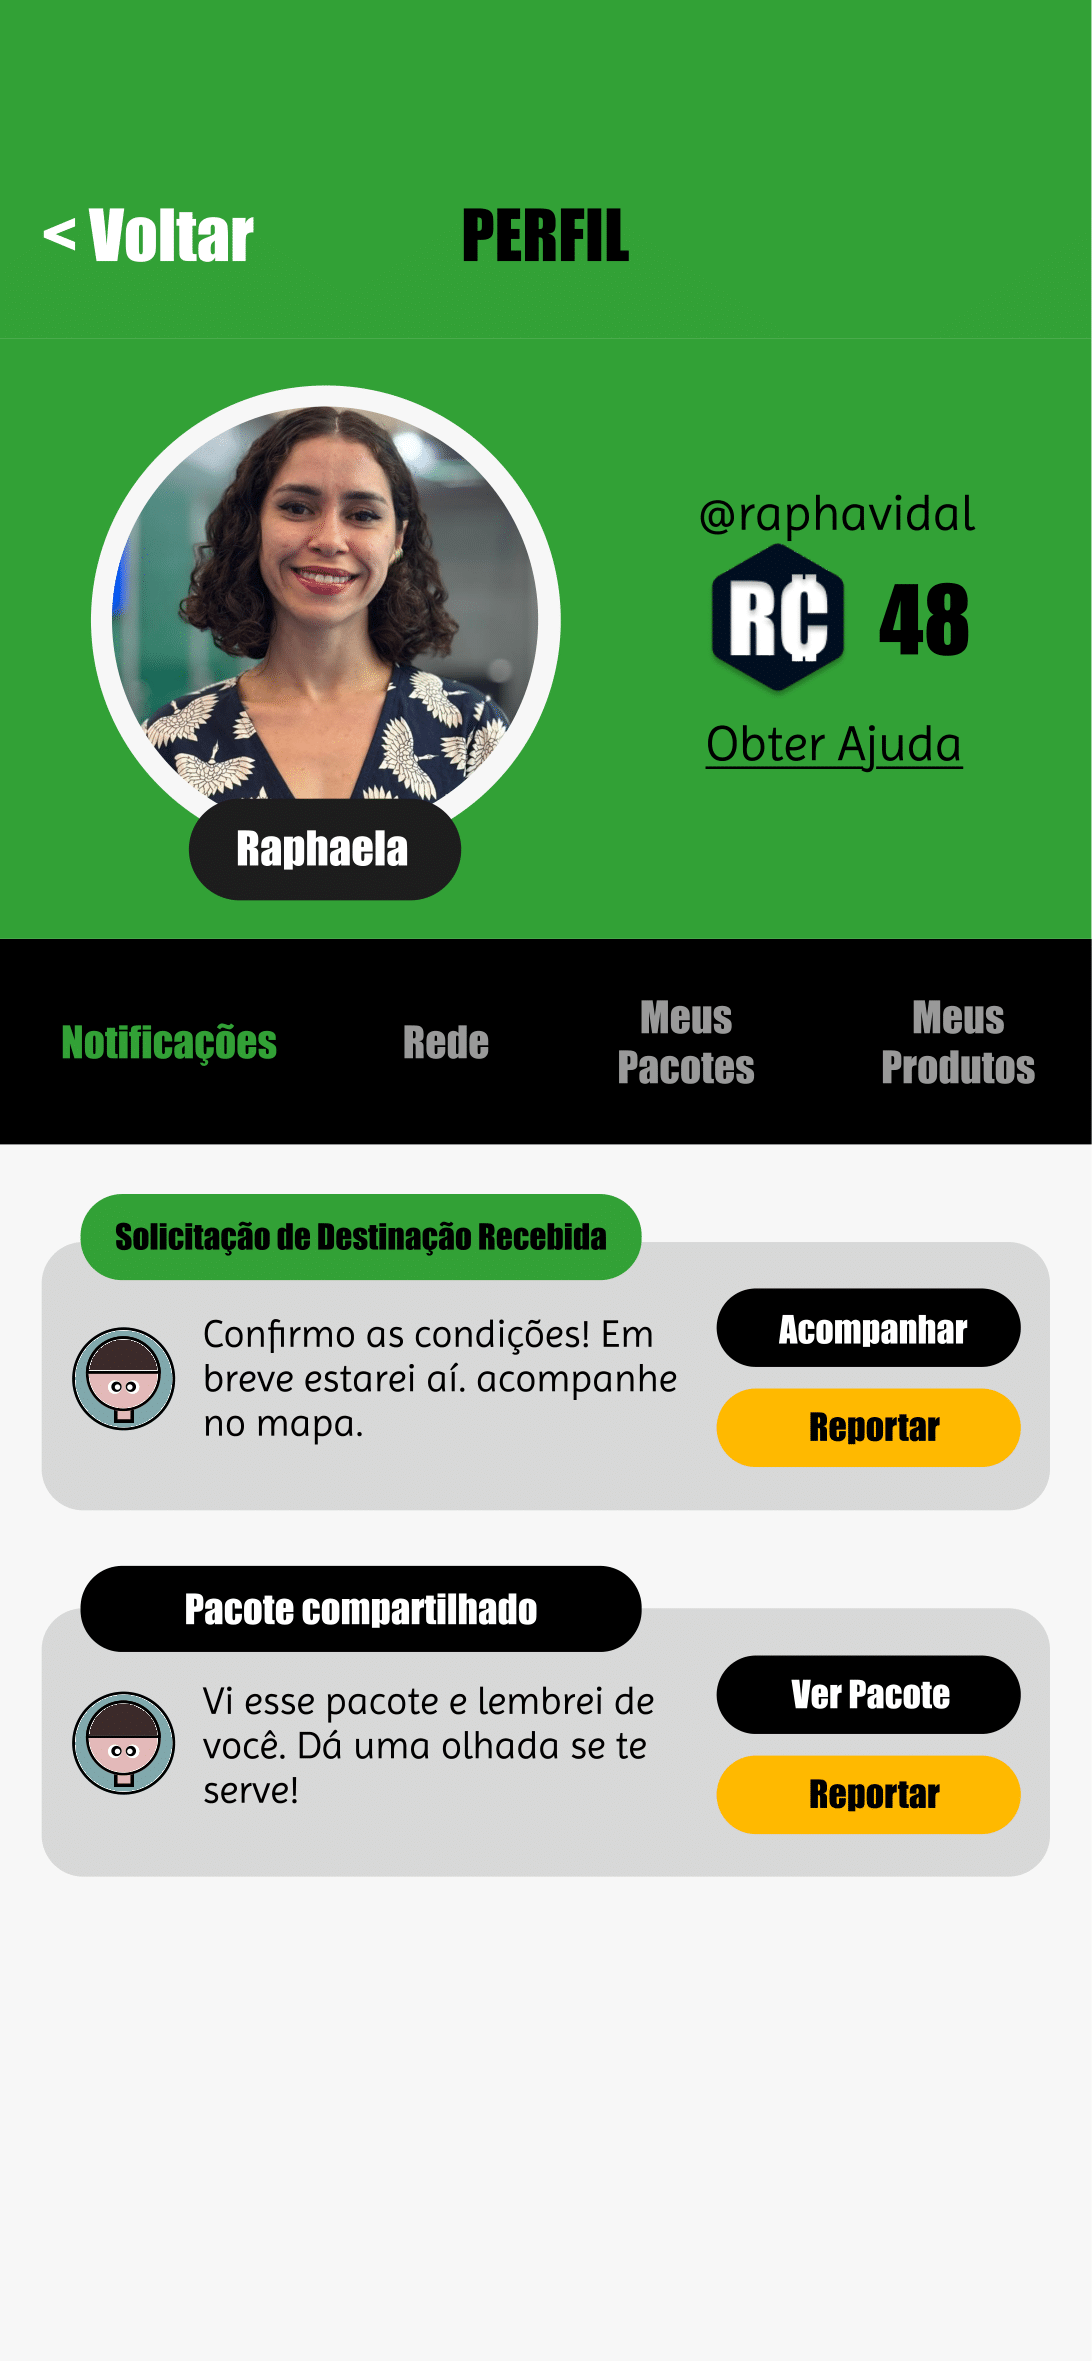 < Voltar
PERFIL
@raphavidal
R₵ 48
Obter Ajuda
Raphaela
Notificações
Rede
Meus
Pacotes
Meus
Produtos
Solicitação de Destinação Recebida
Confirmo as condições! Em
breve estarei aí. acompanhe
no mapa.
Acompanhar
Reportar
Pacote compartilhado
Vi esse pacote e lembrei de
você. Dá uma olhada se te
serve!
Ver Pacote
Reportar